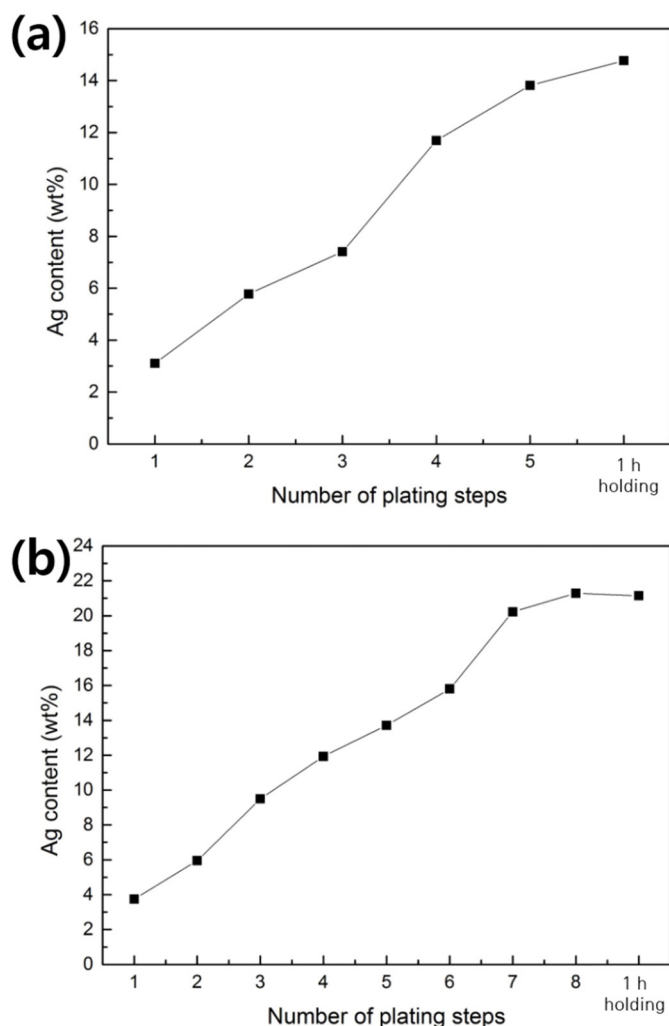 (a)
16
14
12
10
8
6
4
2
0
Ag content (wt%)
1 2 3 4 5 1 h
holding
Number of plating steps
(b)
24
22
20
18
16
14
12
10
8
6
4
2
0
Ag content (wt%)
1 2 3 4 5 6 7 8 1 h
holding
Number of plating steps